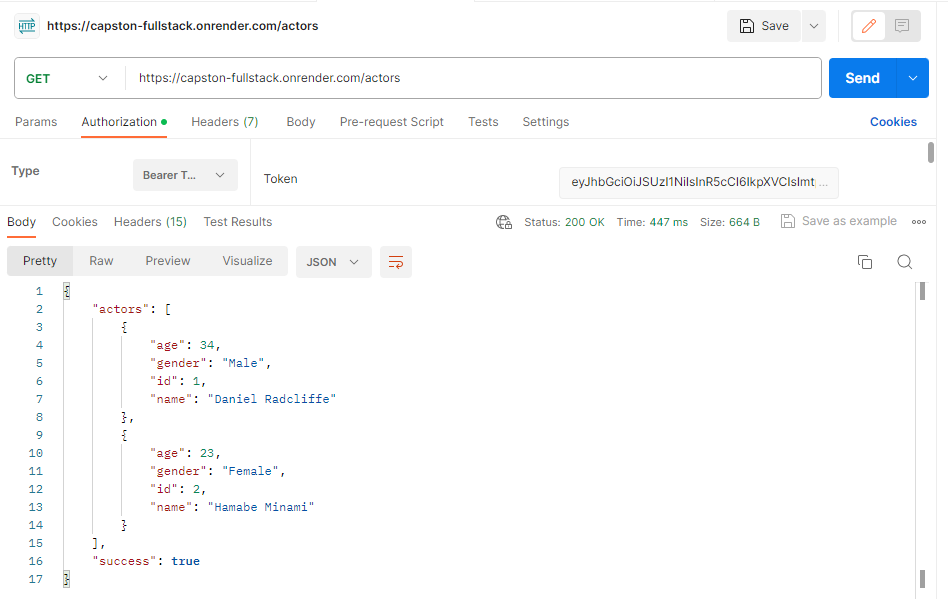 HTTP https://capston-fullstack.onrender.com/actors Save
GET https://capston-fullstack.onrender.com/actors Send
Params Authorization Headers (7) Body Pre-request Script Tests Settings Cookies
Type Bearer T... Token eyJhbGciOiJSUzI1NiIsInR5cCI6IkpXVCIsImt ...
Body Cookies Headers (15) Test Results Status: 200 OK Time: 447 ms Size: 664 B Save as example
Pretty Raw Preview Visualize JSON
1 {
2 "actors": [
3 {
4 "age": 34,
5 "gender": "Male",
6 "id": 1,
7 "name": "Daniel Radcliffe"
8 },
9 {
10 "age": 23,
11 "gender": "Female",
12 "id": 2,
13 "name": "Hamabe Minami"
14 }
15 ],
16 "success": true
17 }